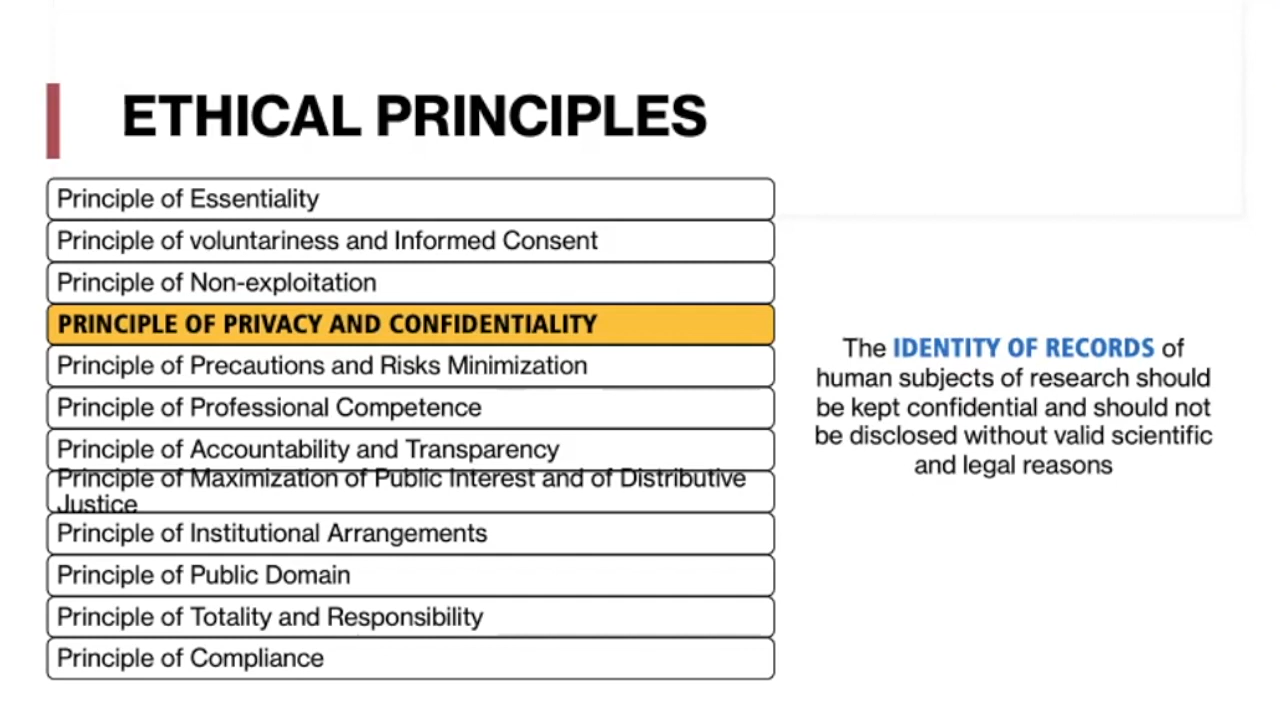 ETHICAL PRINCIPLES
Principle of Essentiality
Principle of voluntariness and Informed Consent
Principle of Non-exploitation
PRINCIPLE OF PRIVACY AND CONFIDENTIALITY
Principle of Precautions and Risks Minimization
Principle of Professional Competence
Principle of Accountability and Transparency
Principle of Maximization of Public Interest and of Distributive
Justice
Principle of Institutional Arrangements
Principle of Public Domain
Principle of Totality and Responsibility
Principle of Compliance
The IDENTITY OF RECORDS of
human subjects of research should
be kept confidential and should not
be disclosed without valid scientific
and legal reasons